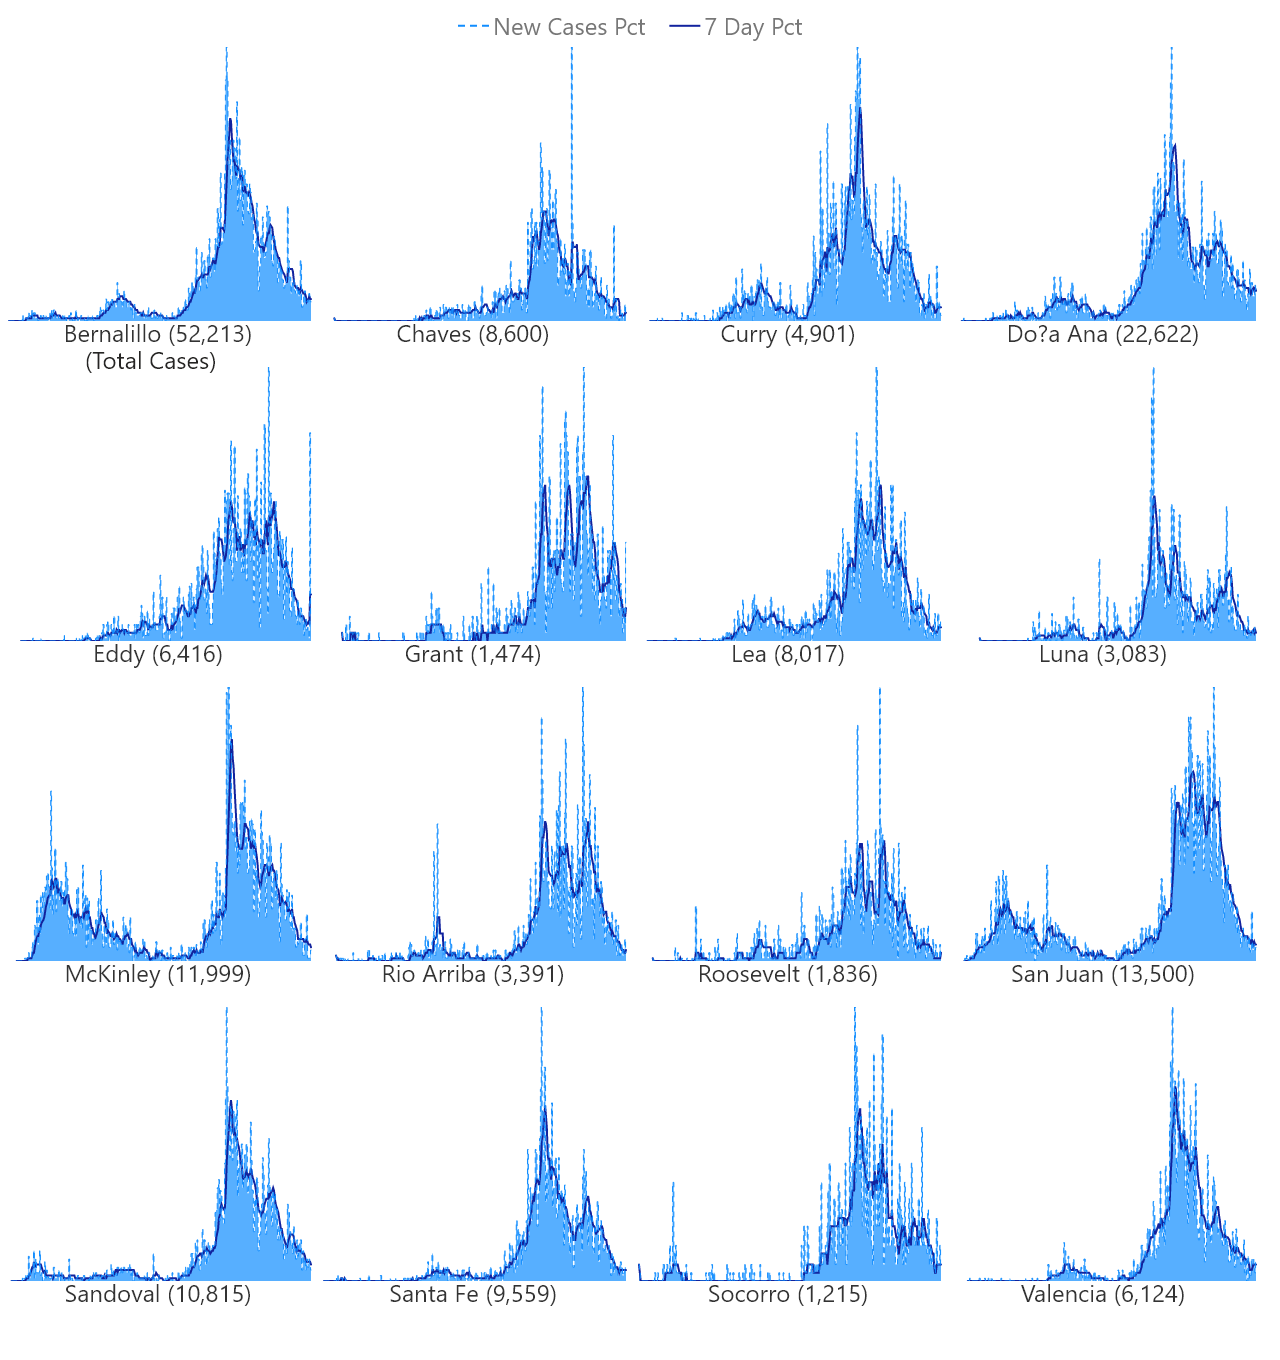 New Cases Pct 7 Day Pct
Bernalillo (52,213) Chaves (8,600) Curry (4,901) Do?a Ana (22,622)
(Total Cases)
Eddy (6,416) Grant (1,474) Lea (8,017) Luna (3,083)
McKinley (11,999) Rio Arriba (3,391) Roosevelt (1,836) San Juan (13,500)
Sandoval (10,815) Santa Fe (9,559) Socorro (1,215) Valencia (6,124)